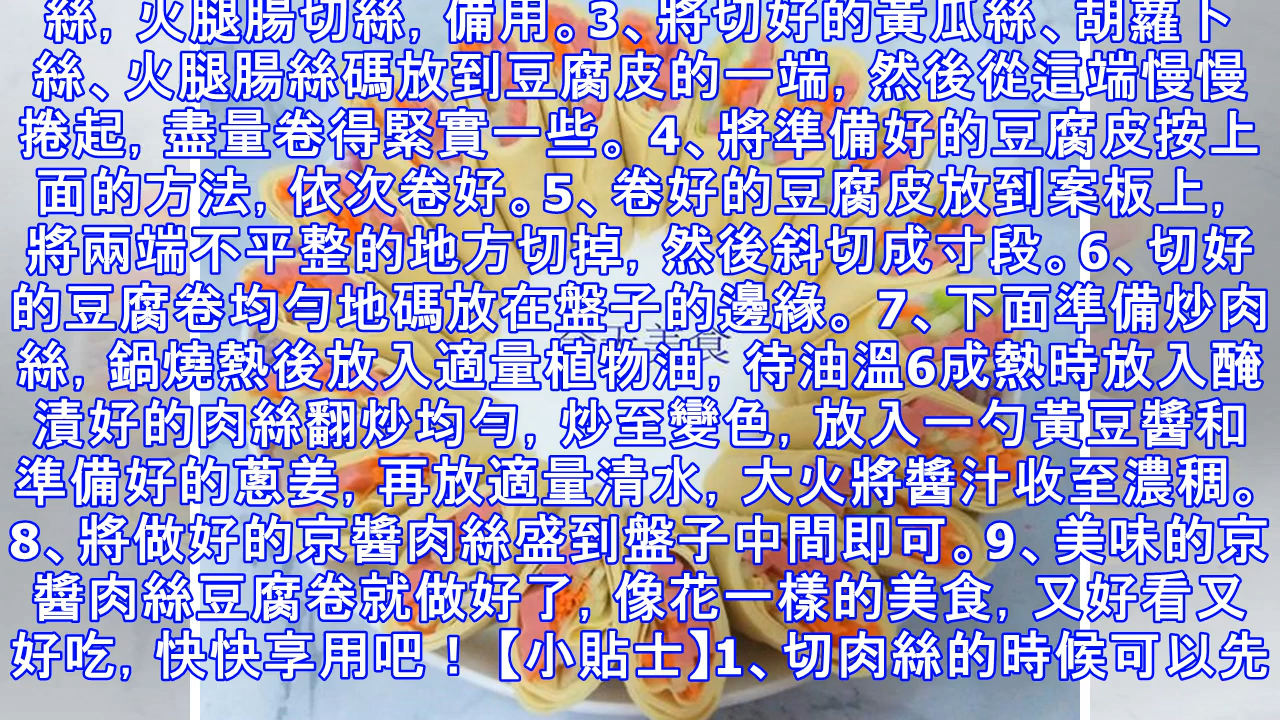 絲, 火腿腸切絲, 備用。3、將切好的黃瓜絲、胡蘿卜
絲、火腿腸絲碼放到豆腐皮的一端, 然後從這端慢慢
捲起, 盡量卷得緊實一些。4、將準備好的豆腐皮按上
面的方法, 依次卷好。5、卷好的豆腐皮放到案板上,
將兩端不平整的地方切掉, 然後斜切成寸段。6、切好
的豆腐卷均勻地碼放在盤子的邊緣。7、下面準備炒肉
絲, 鍋燒熱後放入適量植物油, 待油溫6成熱時放入醃
漬好的肉絲翻炒均勻, 炒至變色, 放入一勺黃豆醬和
準備好的蔥姜, 再放適量清水, 大火將醬汁收至濃稠。
8、將做好的京醬肉絲盛到盤子中間即可。9、美味的京
醬肉絲豆腐卷就做好了, 像花一樣的美食, 又好看又
好吃, 快快享用吧！【小貼士】1、切肉絲的時候可以先
美食